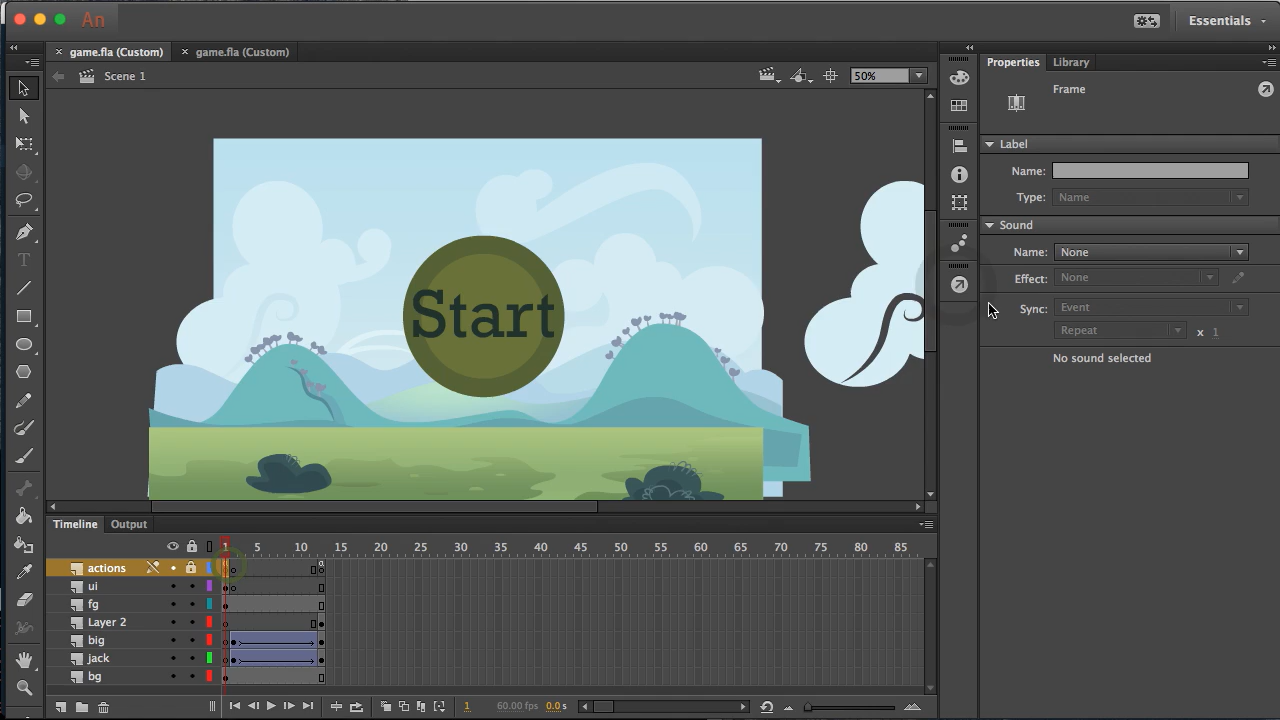 An
Essentials
game.fla (Custom)
game.fla (Custom)
Scene 1
50%
Start
Properties
Library
Frame
Label
Name:
Type:
Name
Sound
Name:
None
Effect:
None
Sync:
Event
Repeat
x 1
No sound selected
Timeline
Output
1 5 10 15 20 25 30 35 40 45 50 55 60 65 70 75 80 85
actions
ui
fg
Layer 2
big
jack
bg
1 60.00 fps 0.0 s